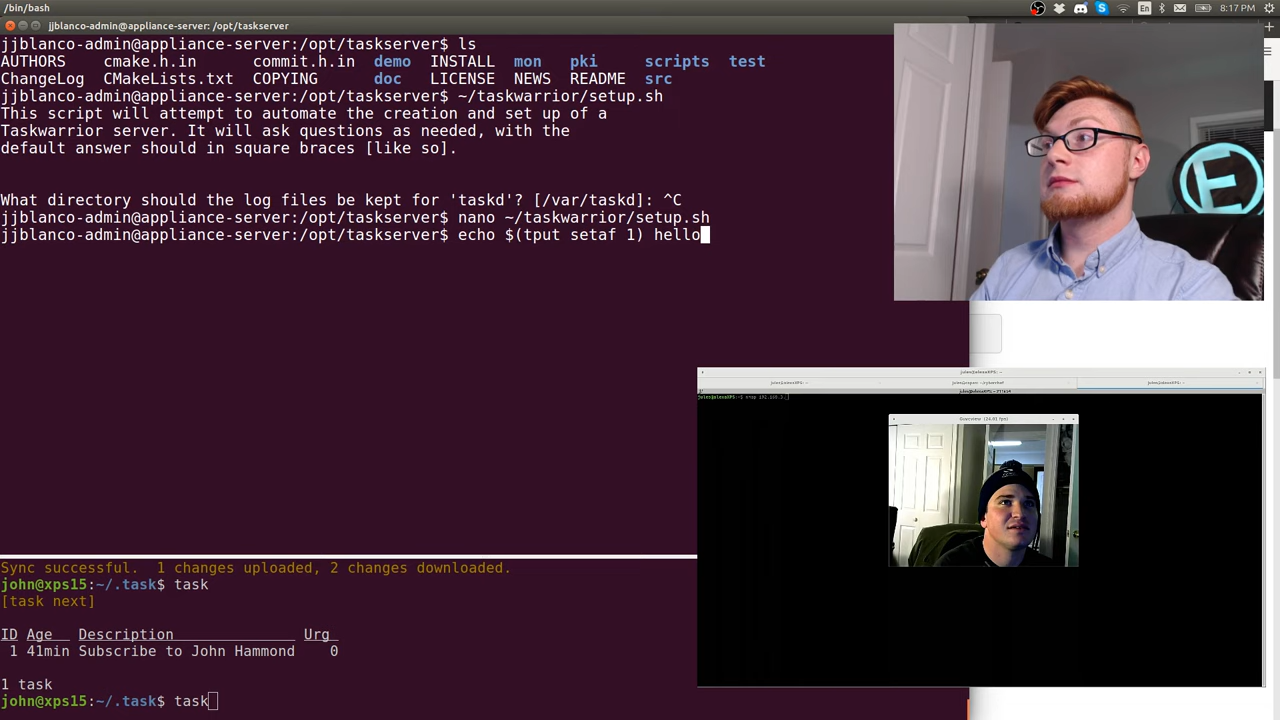 /bin/bash
En
8:17 PM
jjblanco-admin@appliance-server: /opt/taskserver
jjblanco-admin@appliance-server:/opt/taskserver$ ls
AUTHORS cmake.h.in commit.h.in demo INSTALL mon pki scripts test
ChangeLog CMakeLists.txt COPYING doc LICENSE NEWS README src
jjblanco-admin@appliance-server:/opt/taskserver$ ~/taskwarrior/setup.sh
This script will attempt to automate the creation and set up of a
Taskwarrior server. It will ask questions as needed, with the
default answer should in square braces [like so].
What directory should the log files be kept for 'taskd'? [/var/taskd]: ^C
jjblanco-admin@appliance-server:/opt/taskserver$ nano ~/taskwarrior/setup.sh
jjblanco-admin@appliance-server:/opt/taskserver$ echo $(tput setaf 1) hello
E
Sync successful. 1 changes uploaded, 2 changes downloaded.
john@xps15:~/.task$ task
[task next]
ID Age Description Urg
1 41min Subscribe to John Hammond 0
1 task
john@xps15:~/.task$ task